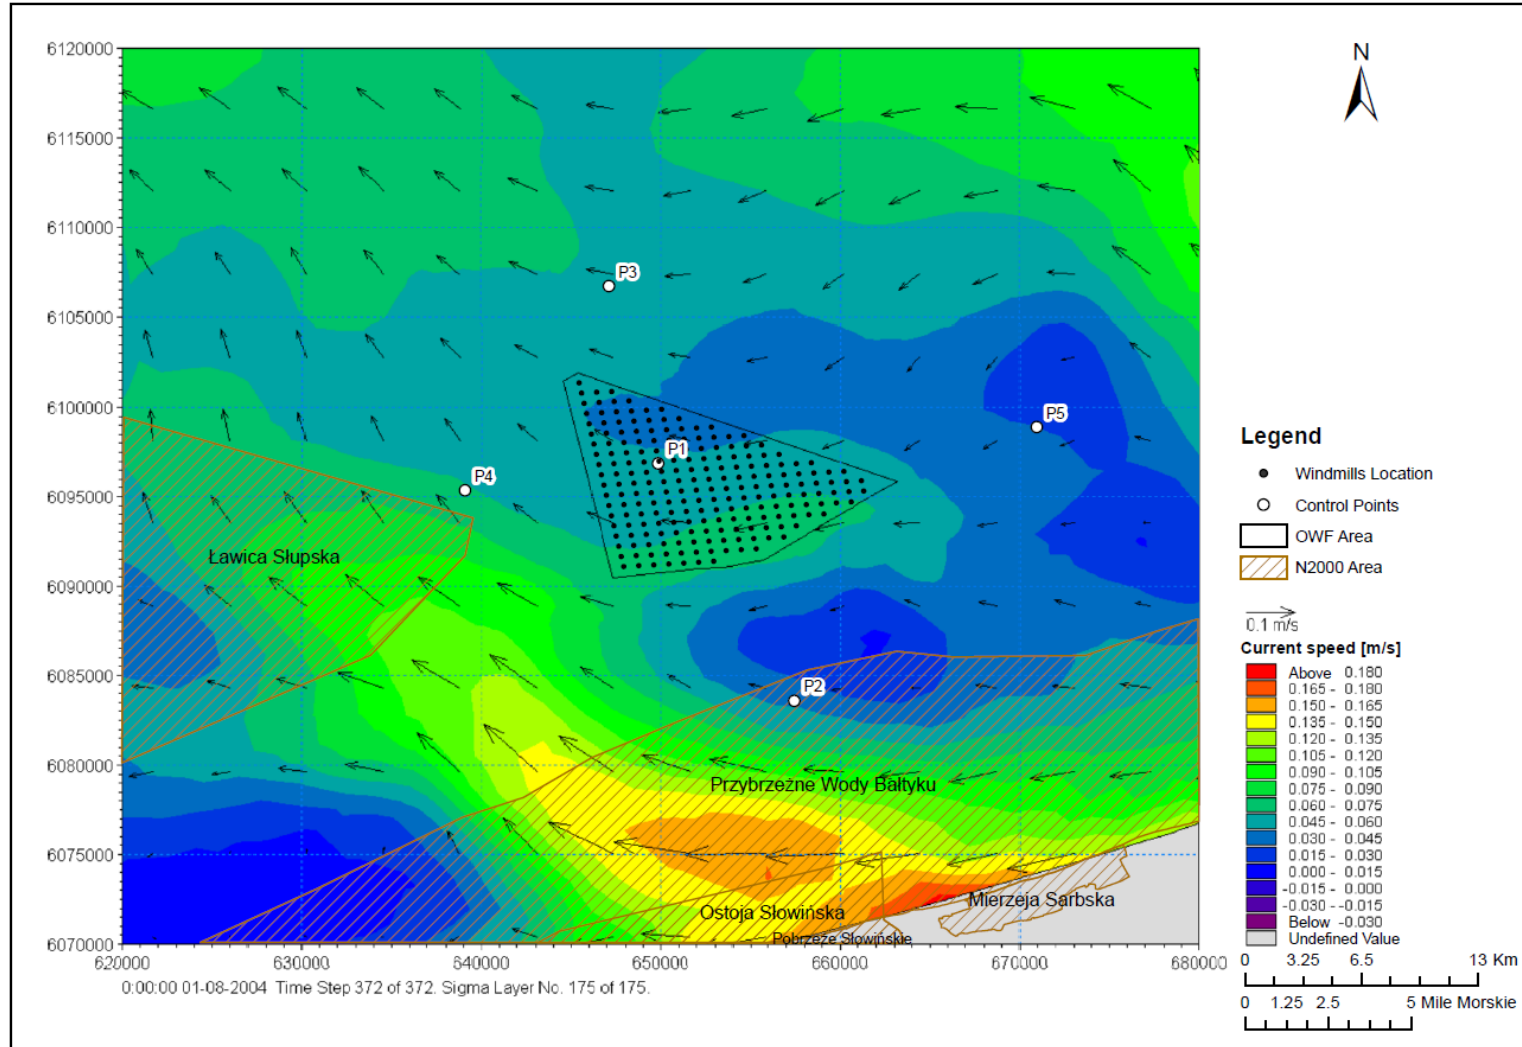 N
6120000
6115000
6110000
6105000
6100000
6095000
6090000
6085000
6080000
6075000
6070000
620000 630000 640000 650000 660000 670000 680000
P3
P5
P1
P4
P2
Ławica Słupska
Przybrzeżne Wody Bałtyku
Ostoja Słowińska
Mierzeja Sarbska
Pobrzeże Słowińskie
0:00:00 01-08-2004 Time Step 372 of 372. Sigma Layer No. 175 of 175.
Legend
Windmills Location
Control Points
OWF Area
N2000 Area
0.1 m/s
Current speed [m/s]
Above 0.180
0.165 - 0.180
0.150 - 0.165
0.135 - 0.150
0.120 - 0.135
0.105 - 0.120
0.090 - 0.105
0.075 - 0.090
0.060 - 0.075
0.045 - 0.060
0.030 - 0.045
0.015 - 0.030
0.000 - 0.015
-0.015 - 0.000
-0.030 - -0.015
Below -0.030
Undefined Value
0 3.25 6.5 13 Km
0 1.25 2.5 5 Mile Morskie